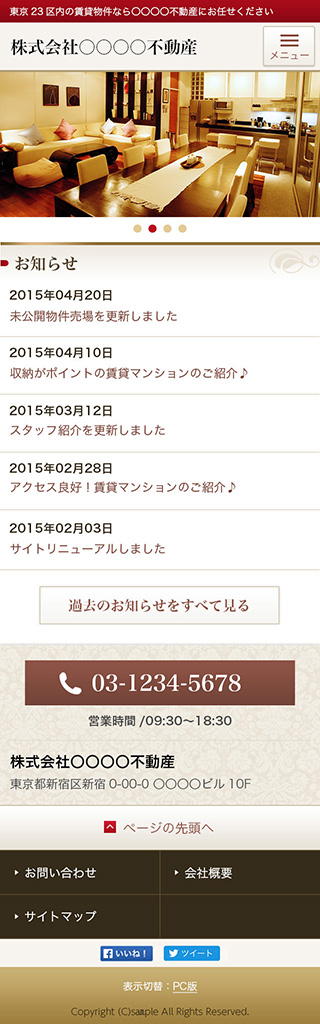 東京23区内の賃貸物件なら〇〇〇〇不動産にお任せください
株式会社〇〇〇〇不動産
メニュー
お知らせ
2015年04月20日
未公開物件売場を更新しました
2015年04月10日
収納がポイントの賃貸マンションのご紹介♪
2015年03月12日
スタッフ紹介を更新しました
2015年02月28日
アクセス良好！賃貸マンションのご紹介♪
2015年02月03日
サイトリニューアルしました
過去のお知らせをすべて見る
03-1234-5678
営業時間 /09:30〜18:30
株式会社〇〇〇〇不動産
東京都新宿区新宿 0-00-0 〇〇〇〇ビル 10F
ページの先頭へ
お問い合わせ
会社概要
サイトマップ
いいね！
ツイート
表示切替：PC版
Copyright (C)saaple All Rights Reserved.